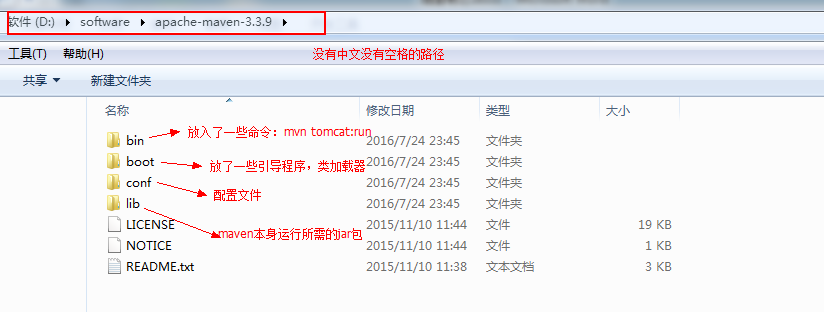 软件 (D:) ▸ software ▸ apache-maven-3.3.9 ▸
工具(T) 帮助(H) 没有中文没有空格的路径
共享 新建文件夹
名称 修改日期 类型 大小
bin 放入了一些命令：mvn tomcat:run 2016/7/24 23:45 文件夹
boot 放了一些引导程序，类加载器 2016/7/24 23:45 文件夹
conf 配置文件 2016/7/24 23:45 文件夹
lib 2016/7/24 23:45 文件夹
LICENSE 2015/11/10 11:44 文件 19 KB
maven本身运行所需的jar包
NOTICE 2015/11/10 11:44 文件 1 KB
README.txt 2015/11/10 11:38 文本文档 3 KB